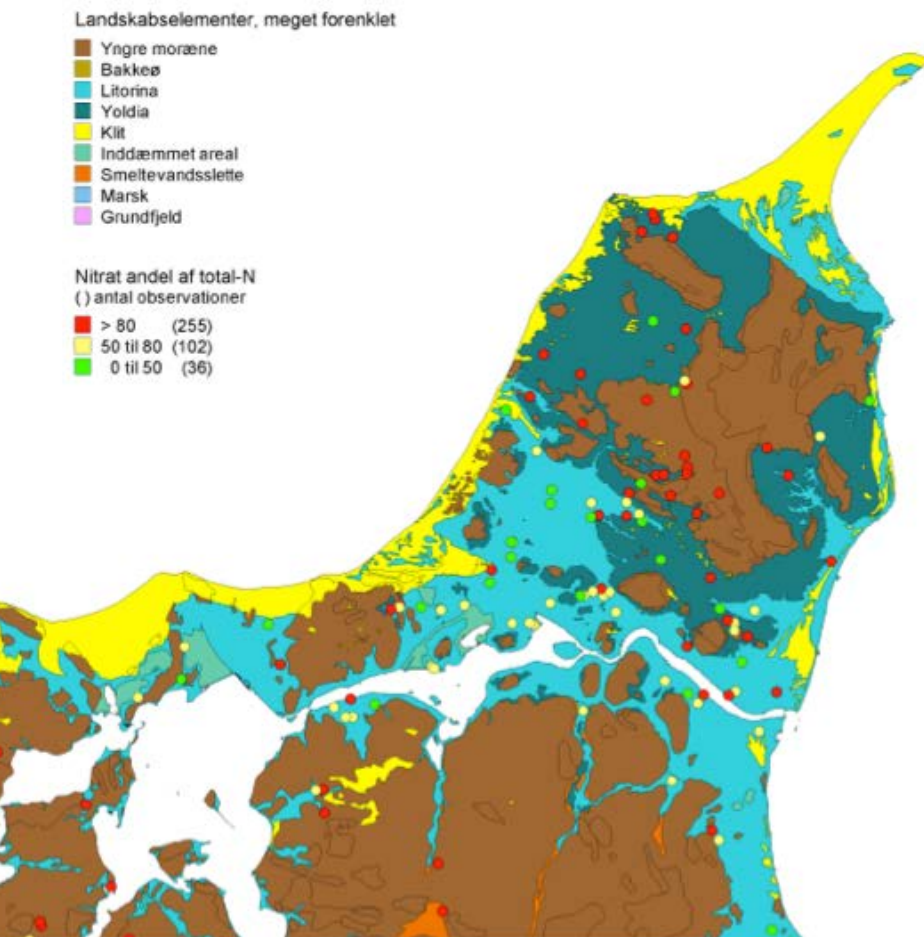 Landskabselementer, meget forenklet
Yngre moræne
Bakkeø
Litorina
Yoldia
Klit
Inddæmmet areal
Smeltevandsslette
Marsk
Grundfjeld
Nitrat andel af total-N
( ) antal observationer
> 80 (255)
50 til 80 (102)
0 til 50 (36)